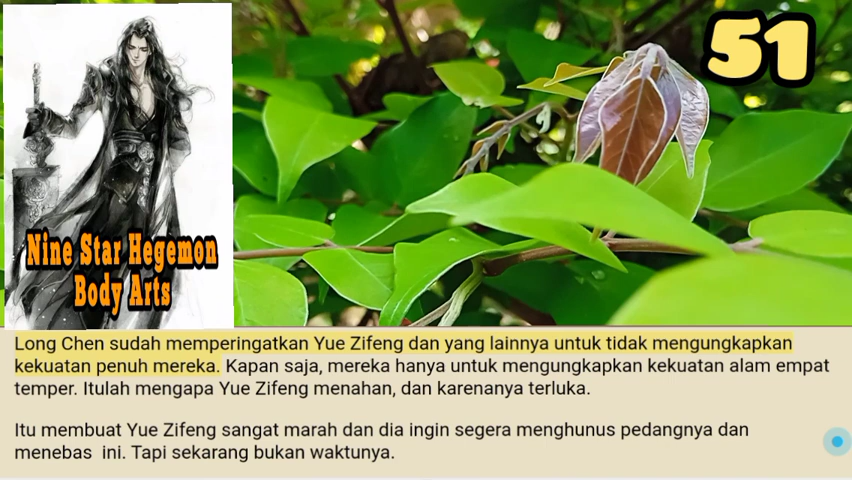 51
Nine Star Hegemon
Body Arts
Long Chen sudah memperingatkan Yue Zifeng dan yang lainnya untuk tidak mengungkapkan
kekuatan penuh mereka. Kapan saja, mereka hanya untuk mengungkapkan kekuatan alam empat
temper. Itulah mengapa Yue Zifeng menahan, dan karenanya terluka.
Itu membuat Yue Zifeng sangat marah dan dia ingin segera menghunus pedangnya dan
menebas ini. Tapi sekarang bukan waktunya.